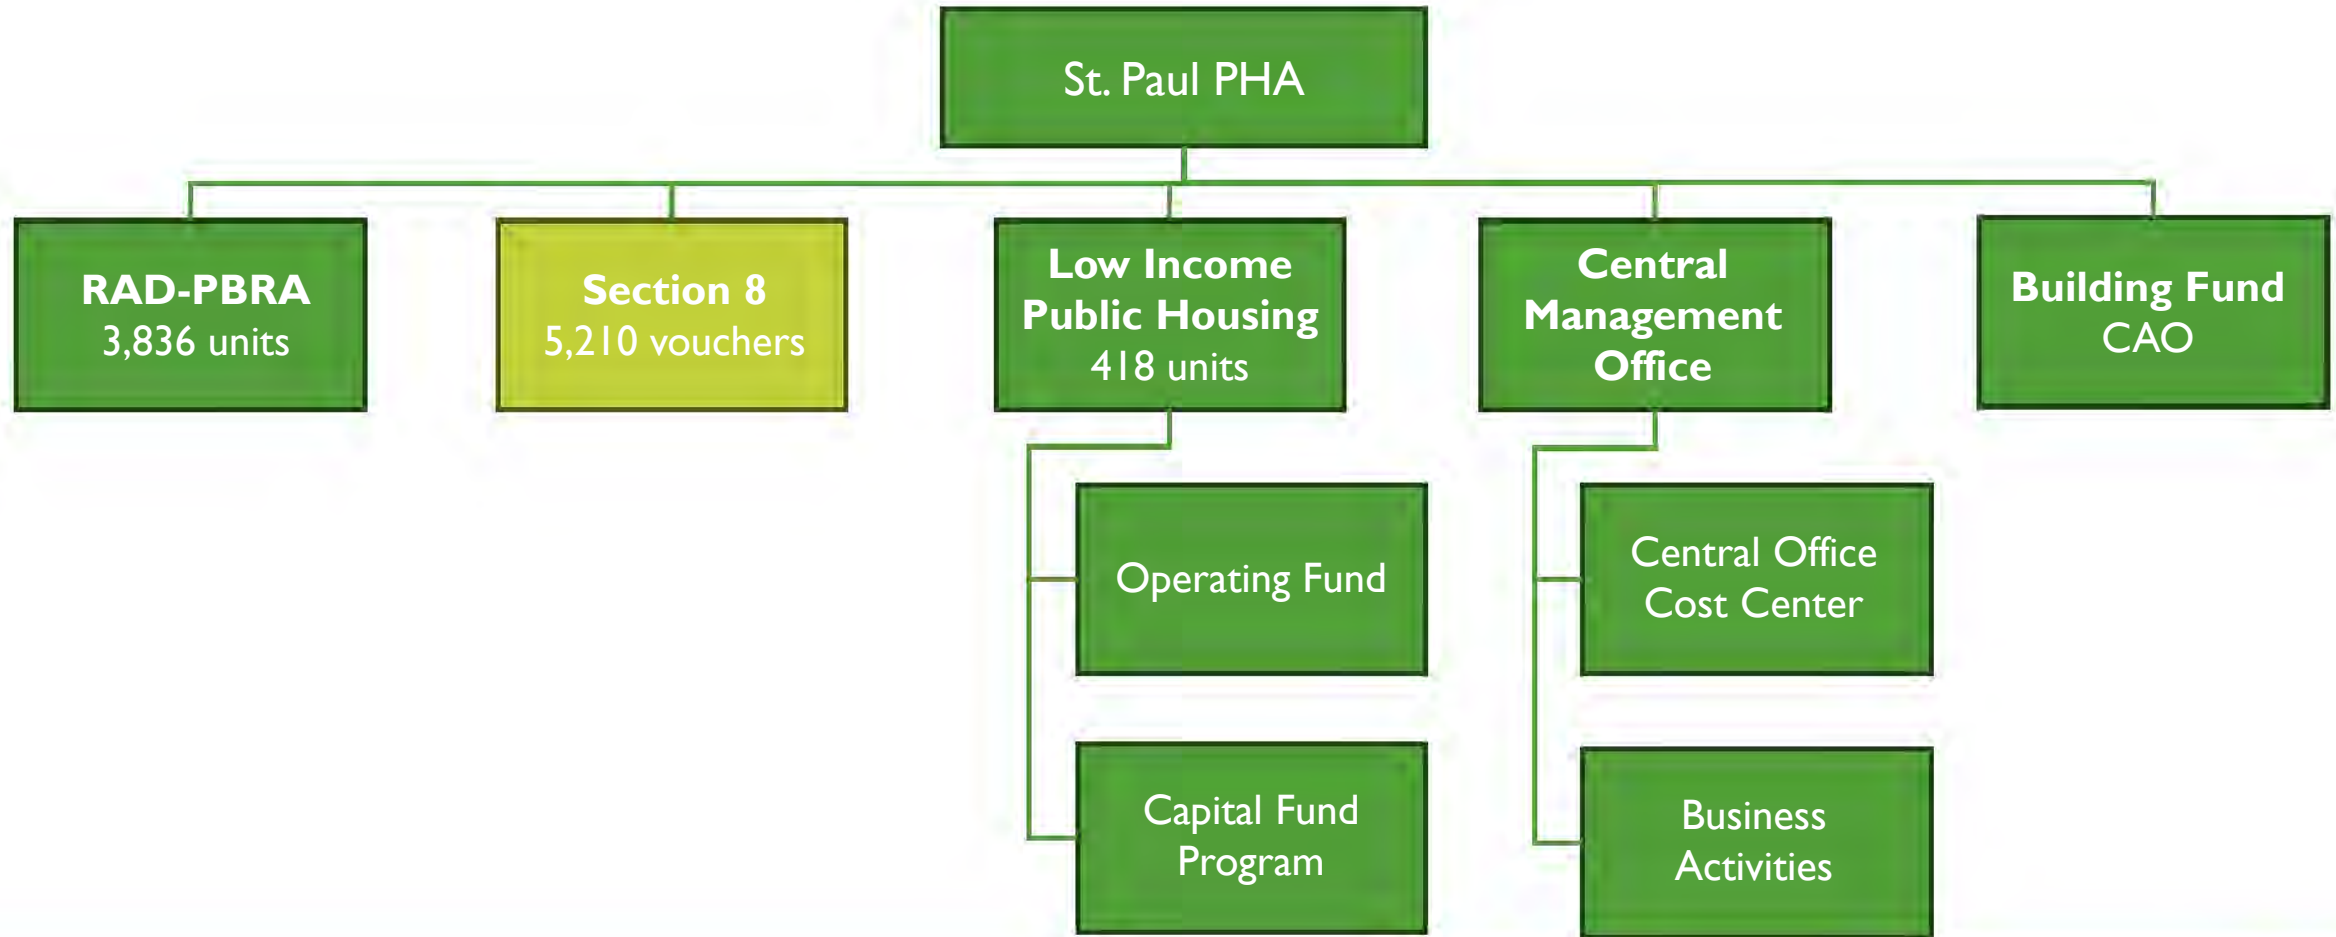 St. Paul PHA
RAD-PBRA
3,836 units
Section 8
5,210 vouchers
Low Income
Public Housing
418 units
Central
Management
Office
Building Fund
CAO
Operating Fund
Central Office
Cost Center
Capital Fund
Program
Business
Activities